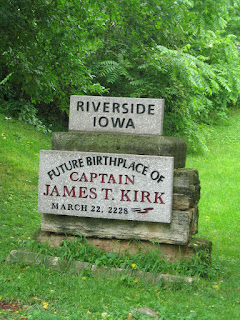 RIVERSIDE
IOWA
FUTURE BIRTHPLACE OF
CAPTAIN
JAMES T. KIRK
MARCH 22, 2228